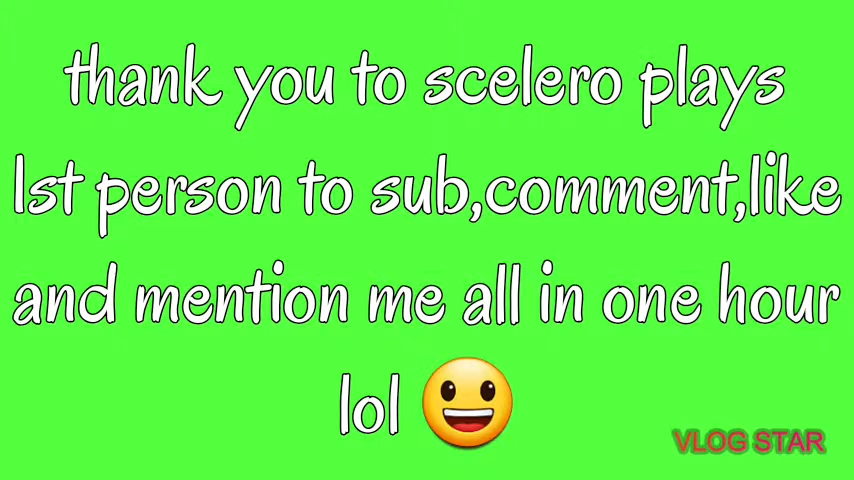 thank you to scelero plays
1st person to sub,comment,like
and mention me all in one hour
lol 😃
VLOG STAR